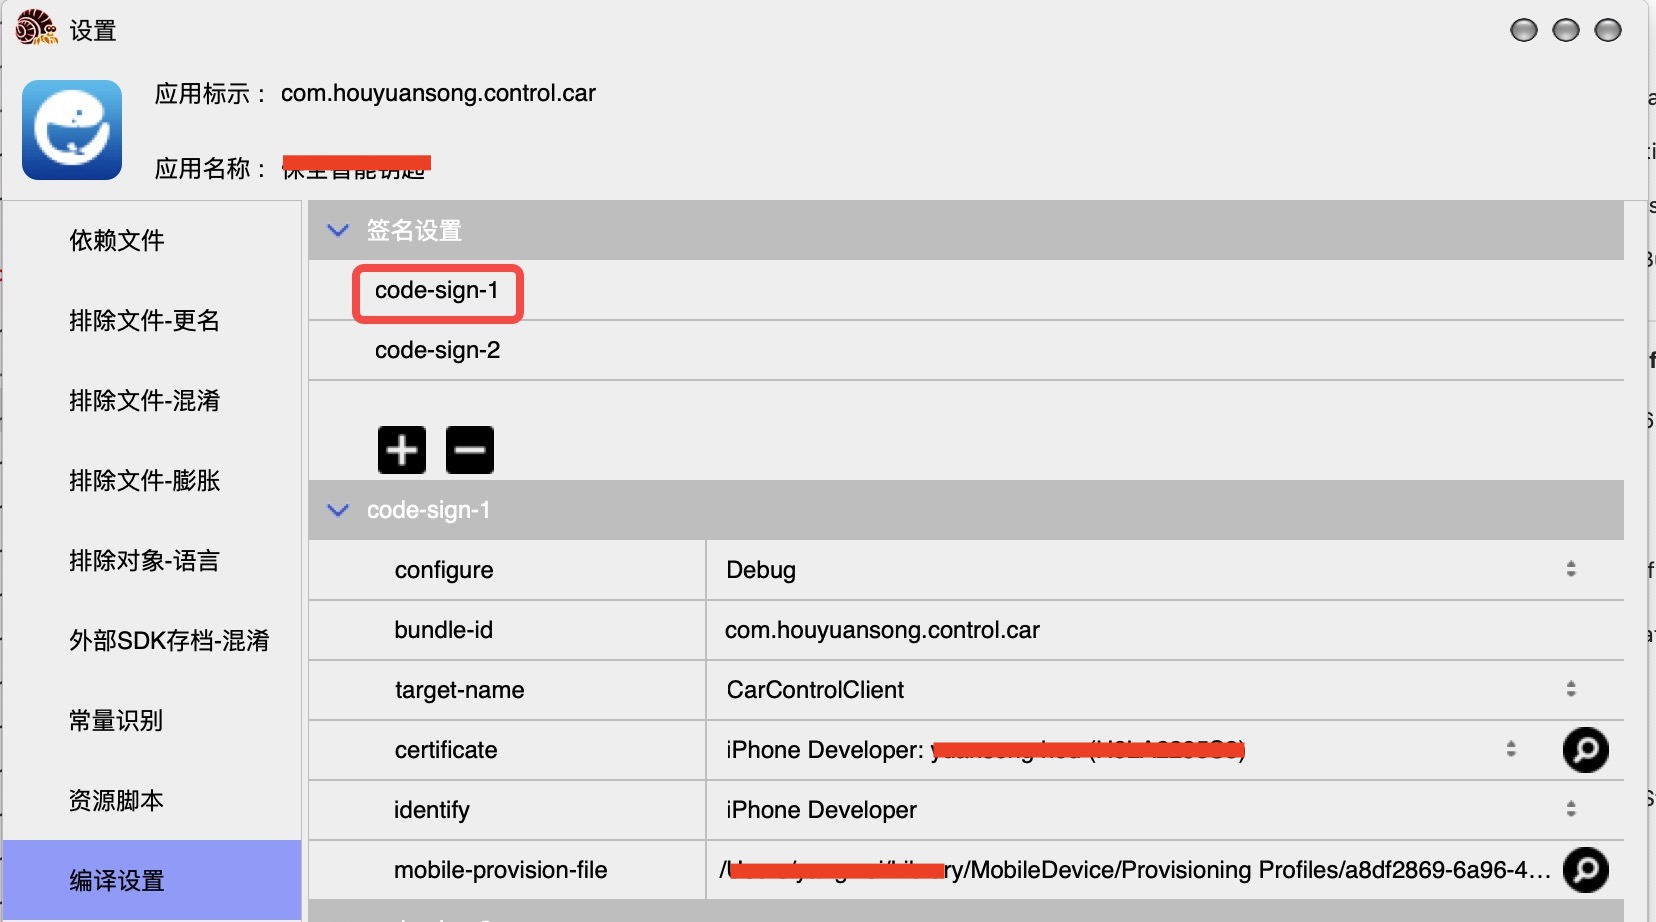 设置
应用标示： com.houyuansong.control.car
应用名称：
依赖文件
排除文件-更名
排除文件-混淆
排除文件-膨胀
排除对象-语言
外部SDK存档-混淆
常量识别
资源脚本
编译设置
签名设置
code-sign-1
code-sign-2
code-sign-1
configure Debug
bundle-id com.houyuansong.control.car
target-name CarControlClient
certificate iPhone Developer:
identify iPhone Developer
mobile-provision-file /MobileDevice/Provisioning Profiles/a8df2869-6a96-4...